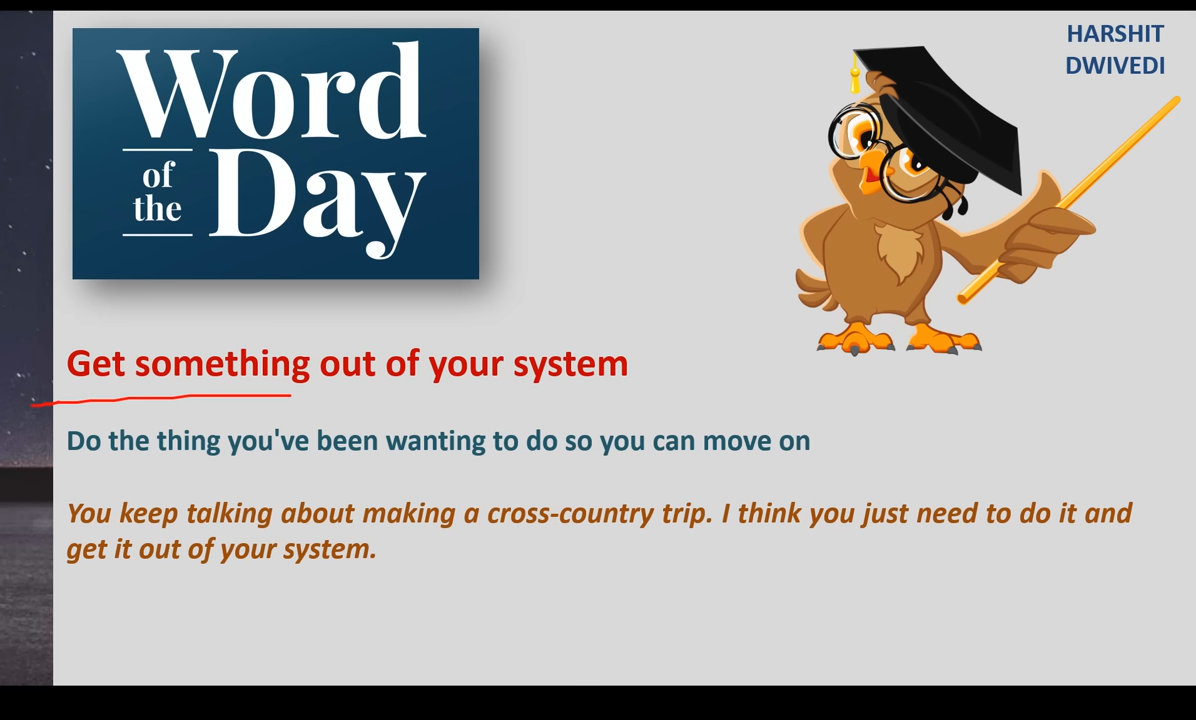 HARSHIT
DWIVEDI
Word
of
the
Day
Get something out of your system
Do the thing you've been wanting to do so you can move on
You keep talking about making a cross-country trip. I think you just need to do it and
get it out of your system.